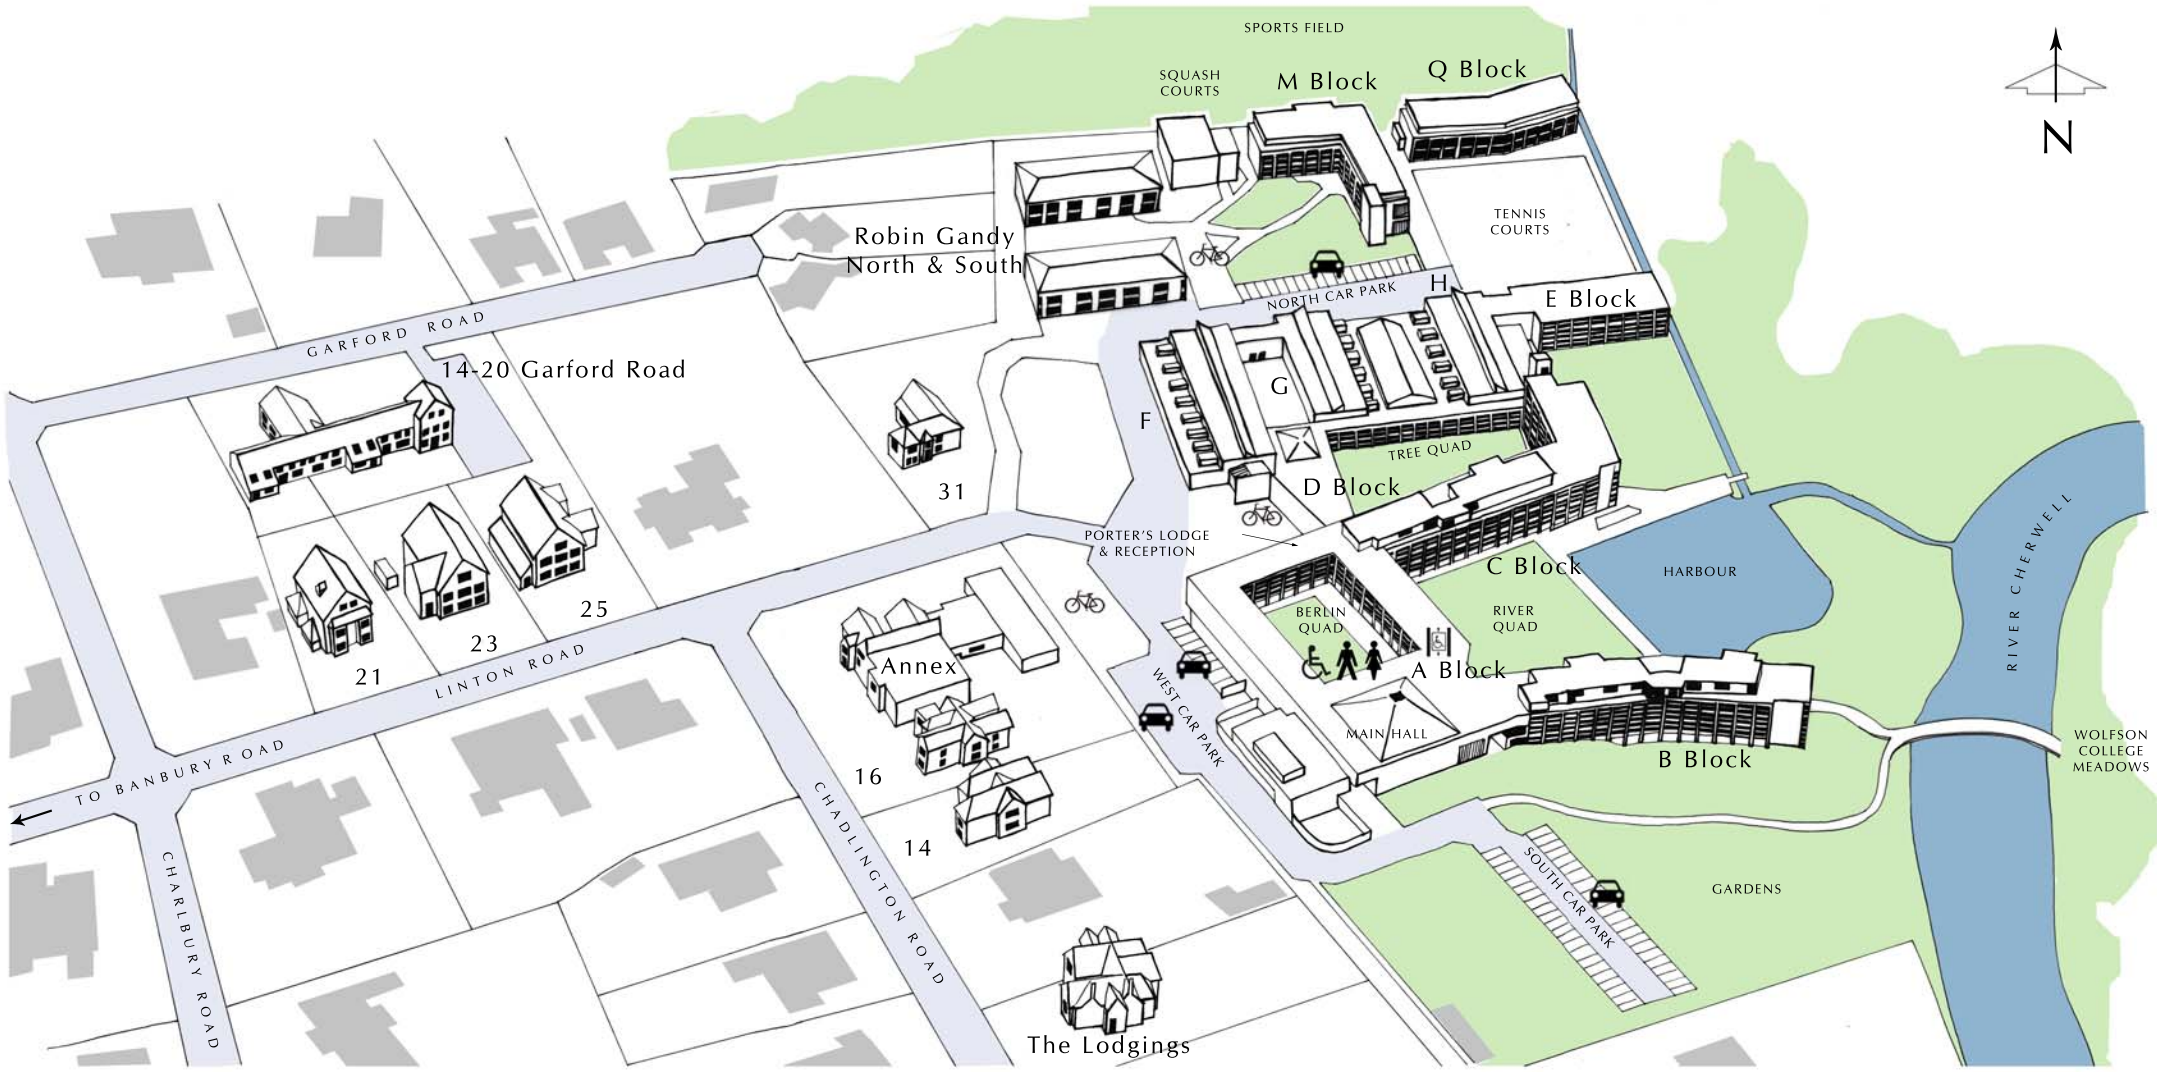 SPORTS FIELD
SQUASH
COURTS
M Block
Q Block
N
TENNIS
COURTS
Robin Gandy
North & South
NORTH CAR PARK
H
E Block
GARFORD ROAD
14-20 Garford Road
G
F
TREE QUAD
D Block
31
PORTER'S LODGE
& RECEPTION
C Block
HARBOUR
RIVER CHERWELL
BERLIN
QUAD
RIVER
QUAD
25
23
21
LINTON ROAD
Annex
A Block
WEST CAR PARK
MAIN HALL
B Block
WOLFSON
COLLEGE
MEADOWS
TO BANBURY ROAD
16
14
CHADLINGTON ROAD
CHARLBURY ROAD
SOUTH CAR PARK
GARDENS
The Lodgings